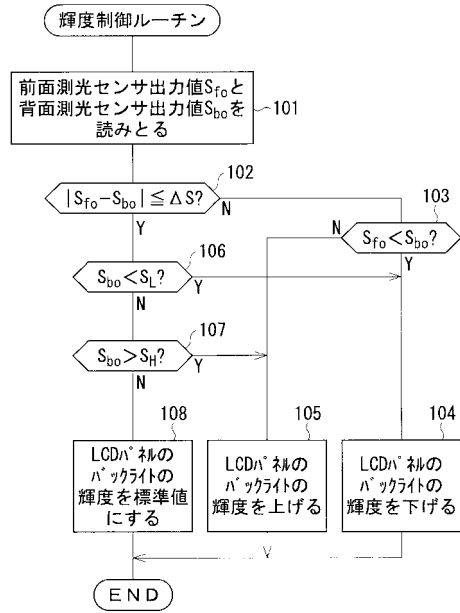 輝度制御ルーチン
前面測光センサ出力値Sfoと
背面測光センサ出力値Sboを
読みとる
101
102
|Sfo−Sbo|≦ΔS?
N
Y
103
N
Sfo<Sbo?
Y
106
Sbo<SL?
Y
N
107
Sbo>SH?
Y
N
108
LCDパネルの
バックライトの
輝度を標準値
にする
105
LCDパネルの
バックライトの
輝度を上げる
104
LCDパネルの
バックライトの
輝度を下げる
END